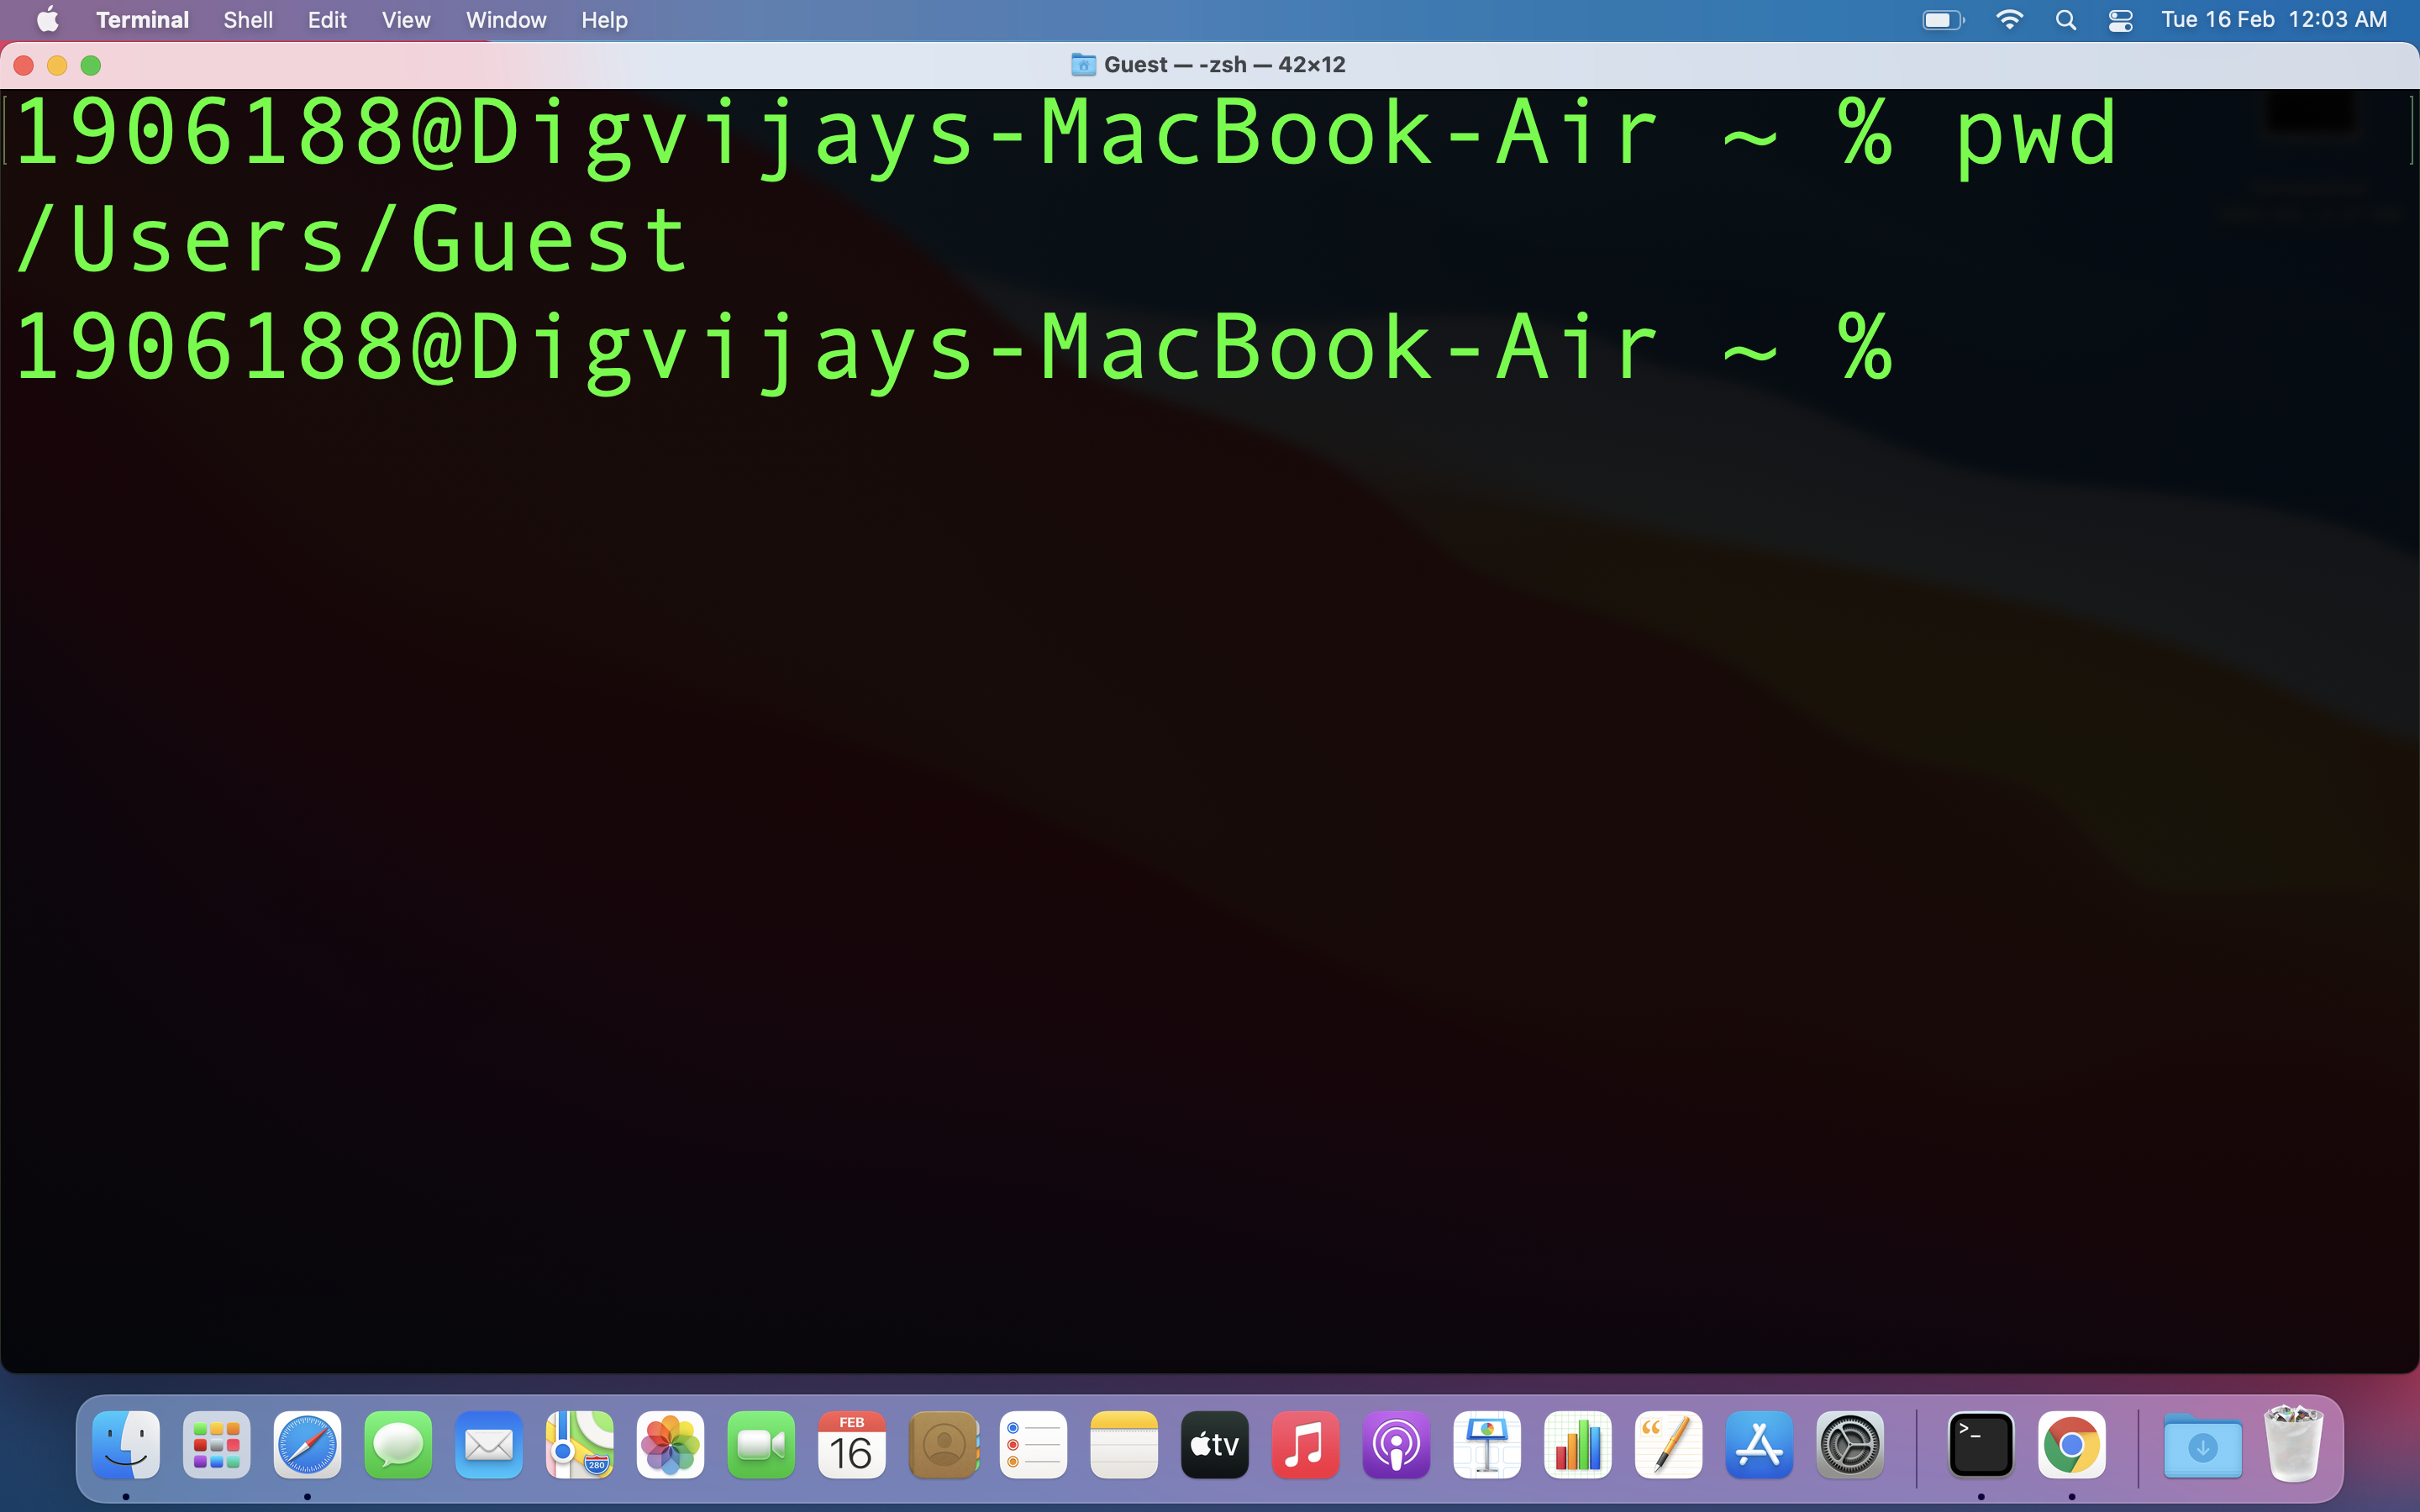 Terminal Shell Edit View Window Help Tue 16 Feb 12:03 AM
Guest — -zsh — 42×12
1906188@Digvijays-MacBook-Air ~ % pwd
/Users/Guest
1906188@Digvijays-MacBook-Air ~ %
280
FEB
16
tv
>_